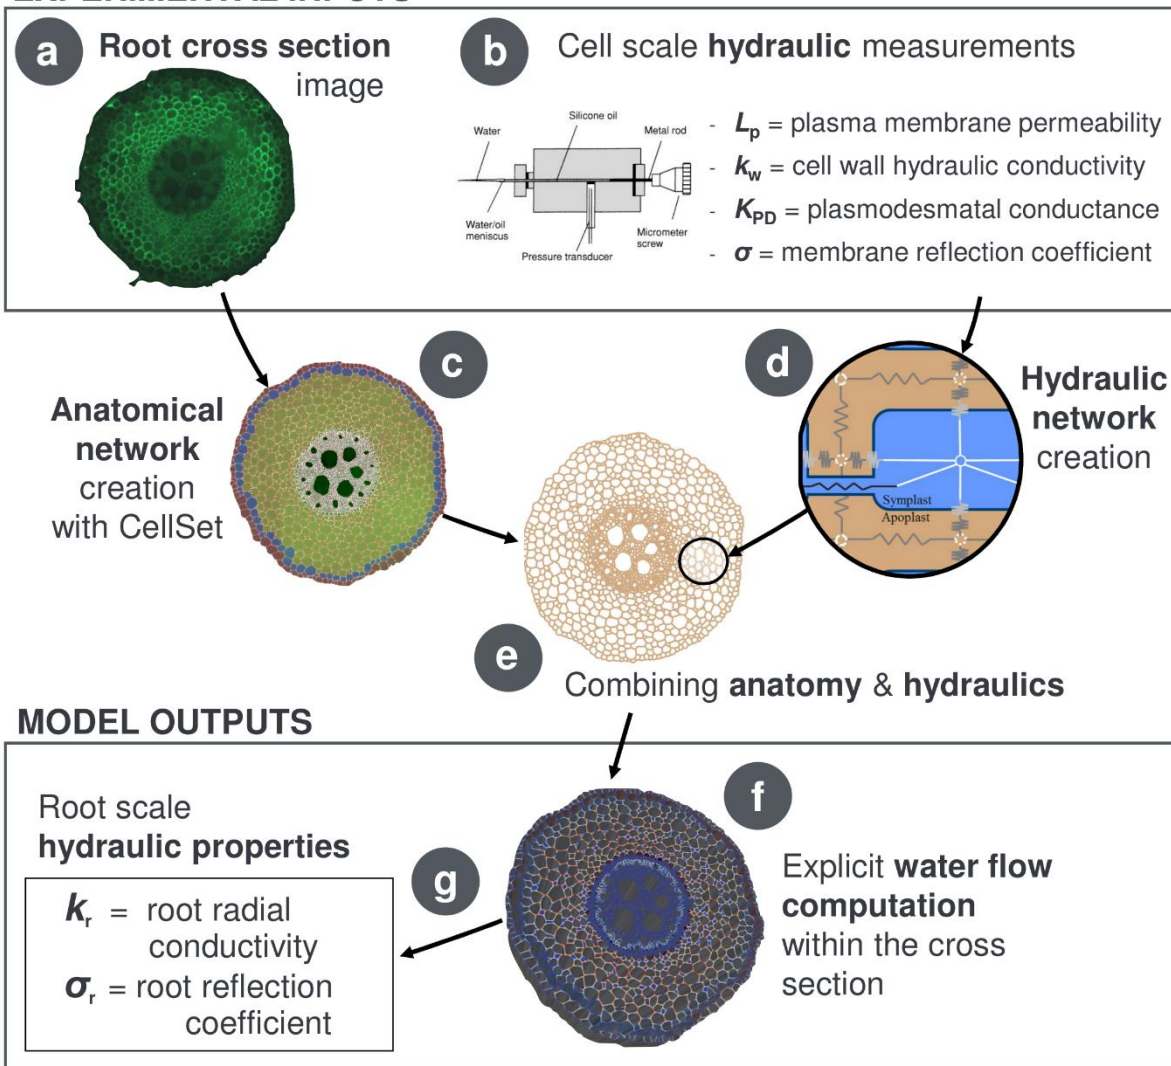 a
Root cross section
image
b
Cell scale hydraulic measurements
Water
Silicone oil
Metal rod
Water/oil
meniscus
Pressure transducer
Micrometer
screw
- Lp = plasma membrane permeability
- kw = cell wall hydraulic conductivity
- KPD = plasmodesmatal conductance
- σ = membrane reflection coefficient
c
Anatomical
network
creation
with CellSet
d
Symplast
Apoplast
Hydraulic
network
creation
e
Combining anatomy & hydraulics
MODEL OUTPUTS
f
Explicit water flow
computation
within the cross
section
g
Root scale
hydraulic properties
kr = root radial
conductivity
σr = root reflection
coefficient